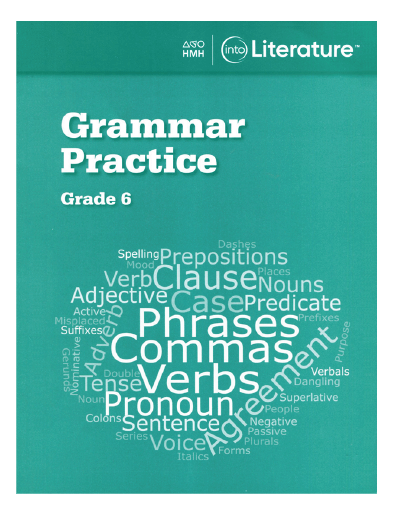 HMH
into Literature™
Grammar
Practice
Grade 6
Dashes
Spelling Prepositions
Mood
Verb Clause Places
Nouns
Adjective Case Predicate
Active
Misplaced
Suffixes
Adverb
Phrases
Prefixes
Commas
Purpose
Agreement
Gerunds
Nominative
Double
Tense Verbs
Verbals
Dangling
Noun
Pronoun
Superlative
People
Colons
Sentence
Negative
Passive
Series
Voice
Plurals
Forms
Italics